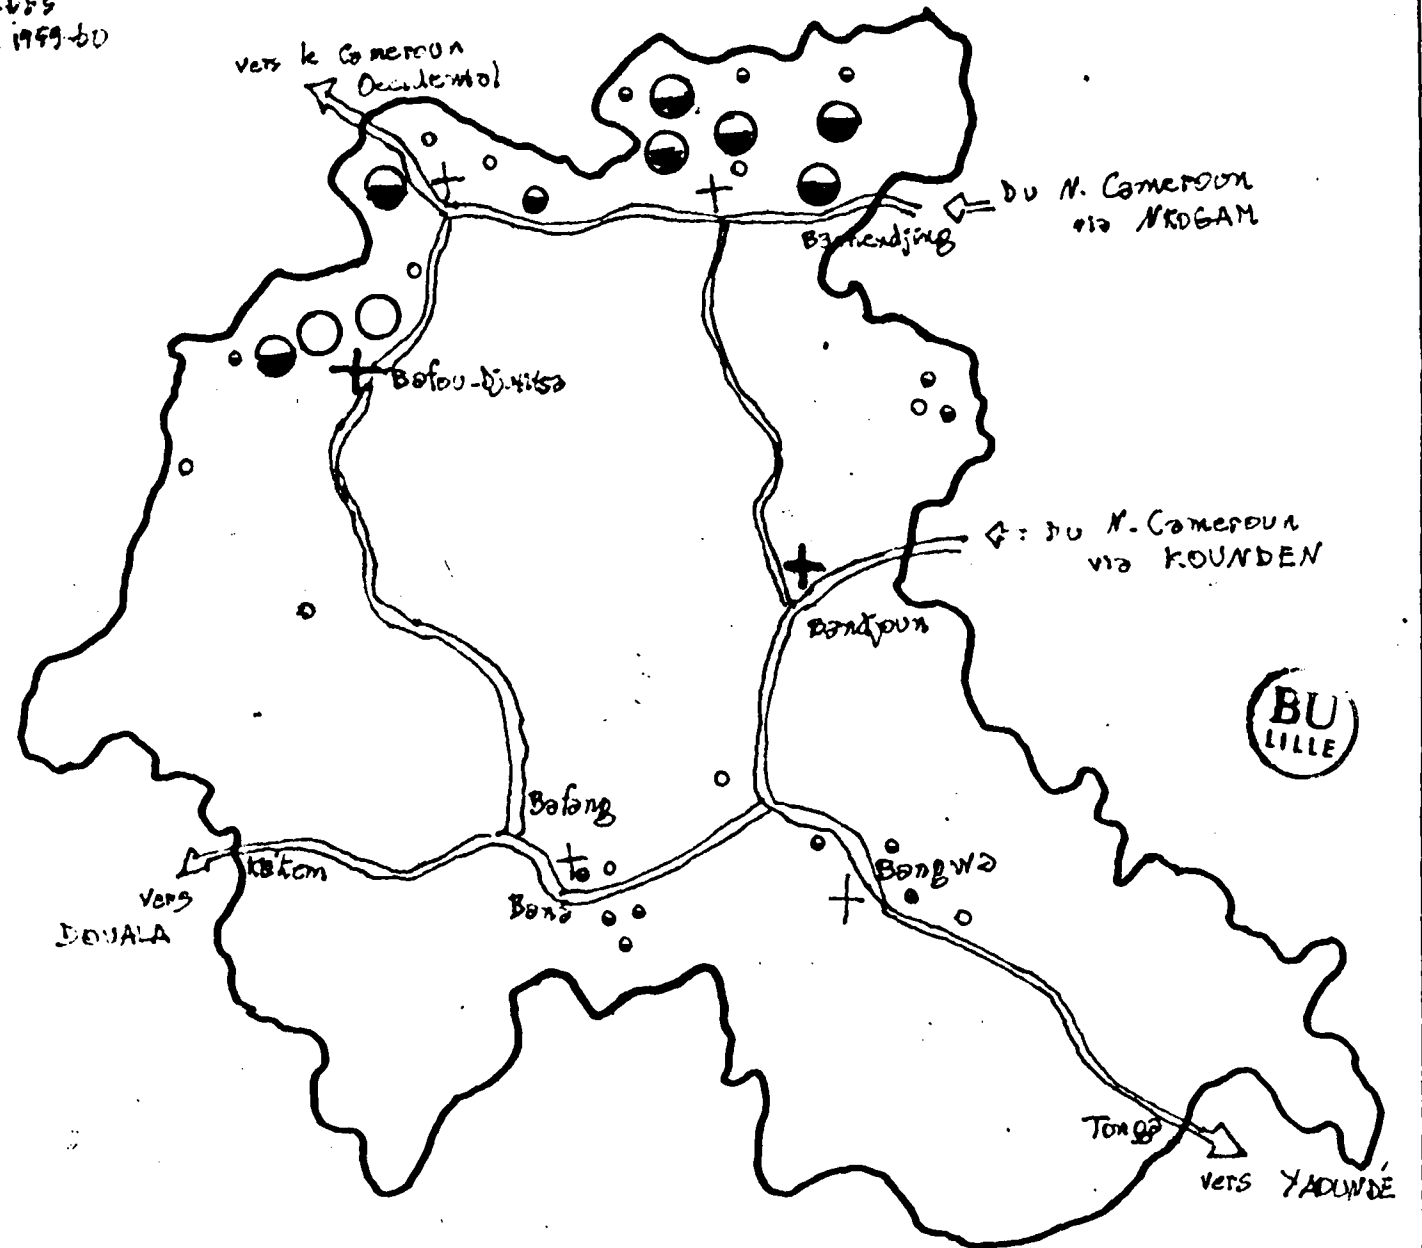 1959-60
vers le Cameroun
Occidental
Du N. Cameroun
via NKOGAM
Bamendjing
Bafou-Djuitsa
Du N. Cameroun
via KOUNDEN
Bandjoun
BU
LILLE
Bafang
Kékem
vers
DOUALA
Bana
Bangwa
Tonga
vers YAOUNDÉ